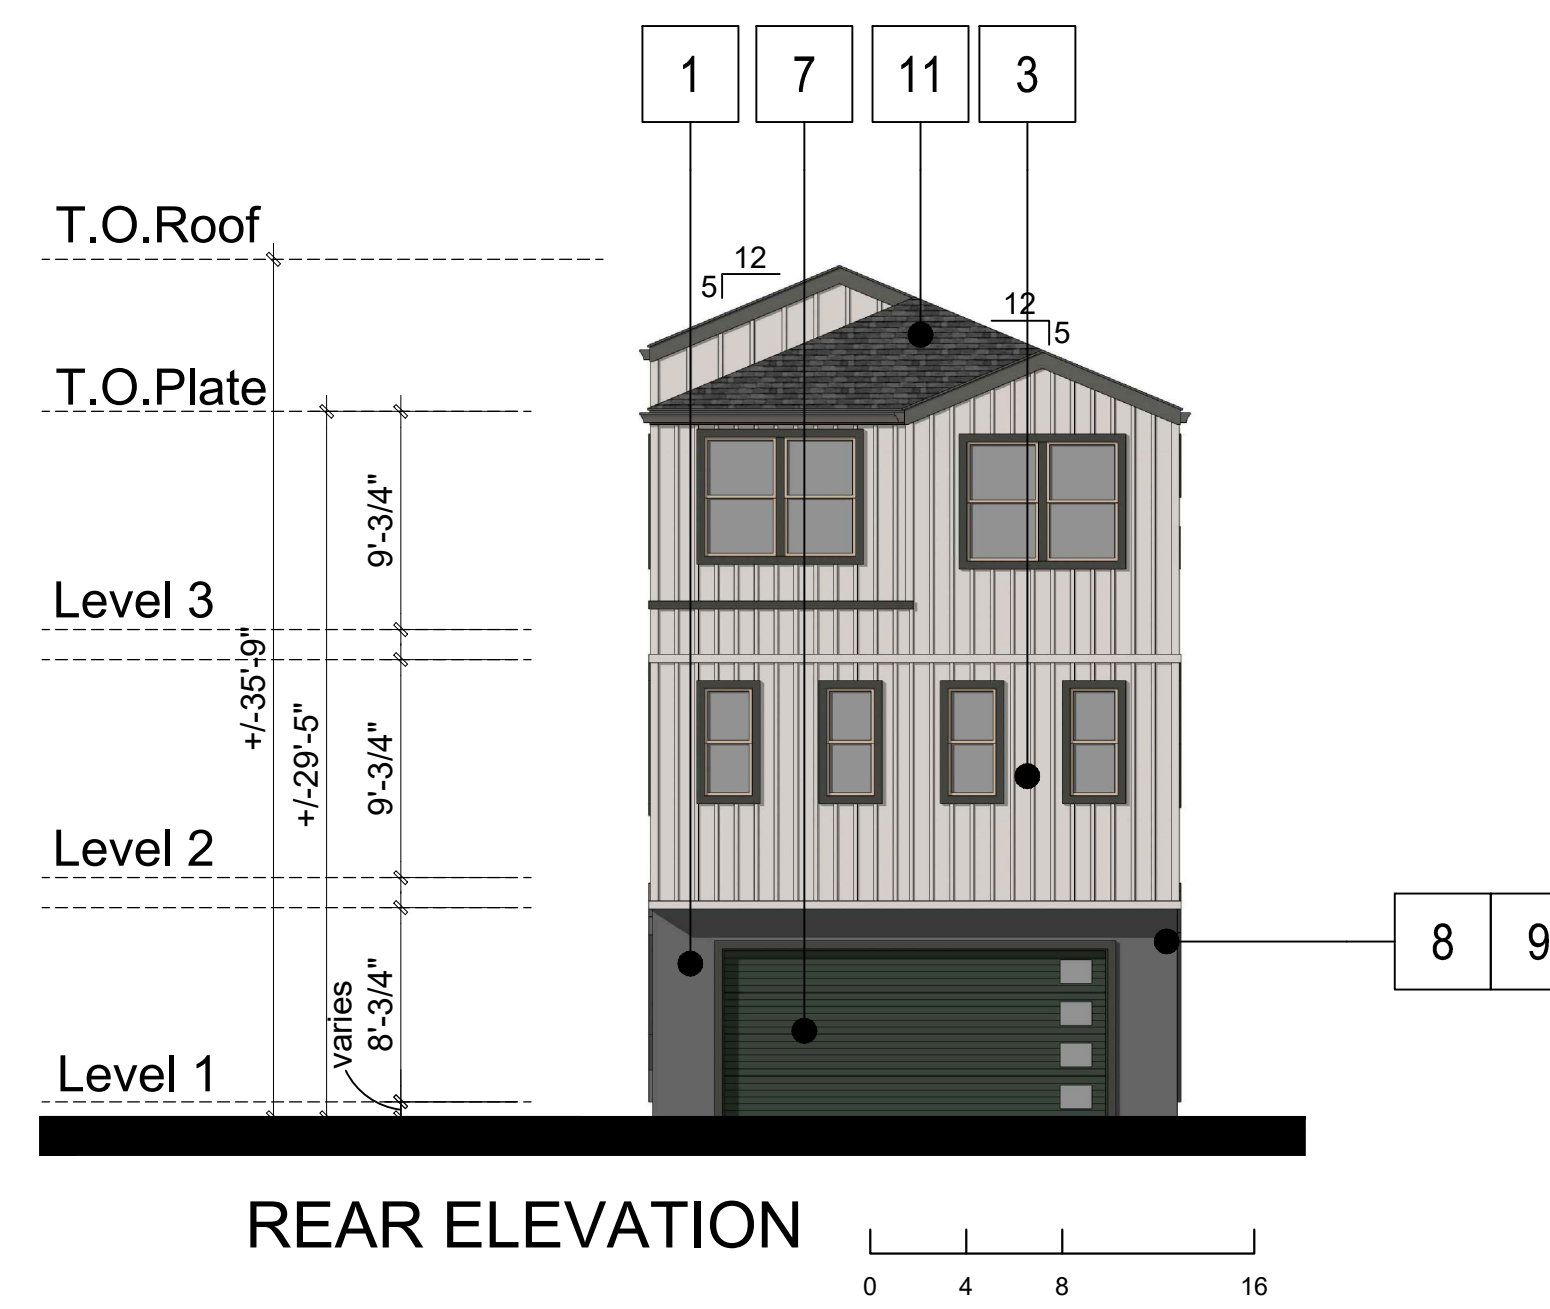 1 7 11 3
T.O.Roof
12
5
12
5
T.O.Plate
9'-3/4"
Level 3
+/-35'-9"
+/-29'-5"
9'-3/4"
Level 2
8 9
varies
8'-3/4"
Level 1
REAR ELEVATION
0 4 8 16